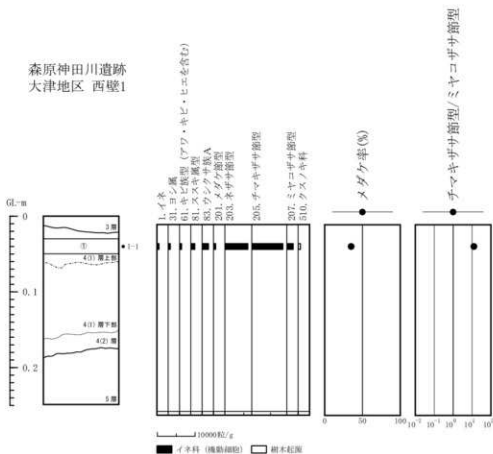 森原神田川遺跡
大津地区 西壁1
GL-m
0
0.1
0.2
3層
①
1-1
4(1)層上部
4(1)層下部
4(2)層
5層
1.イネ
31.ヨシ属
61.キビ族型（アワ・キビ・ヒエを含む）
81.ススキ属型
83.ウシクサ族A
201.メダケ節型
203.ネザサ節型
205.チマキザサ節型
207.ミヤコザサ節型
510.クスノキ科
メダケ率(%)
チマキザサ節型/ミヤコザサ節型
10000粒/g
0 50 100
10⁻² 10⁻¹ 10⁰ 10¹
イネ科（機動細胞） 樹木起源